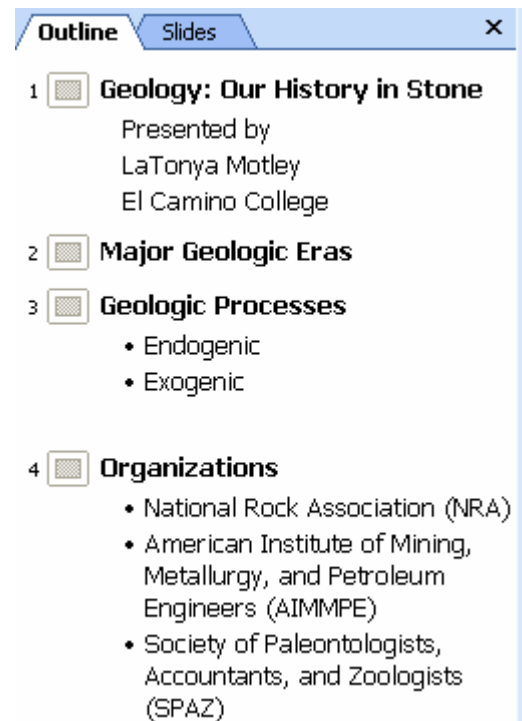 Outline Slides ×
1 Geology: Our History in Stone
Presented by
LaTonya Motley
El Camino College
2 Major Geologic Eras
3 Geologic Processes
• Endogenic
• Exogenic
4 Organizations
• National Rock Association (NRA)
• American Institute of Mining,
Metallurgy, and Petroleum
Engineers (AIMMPE)
• Society of Paleontologists,
Accountants, and Zoologists
(SPAZ)